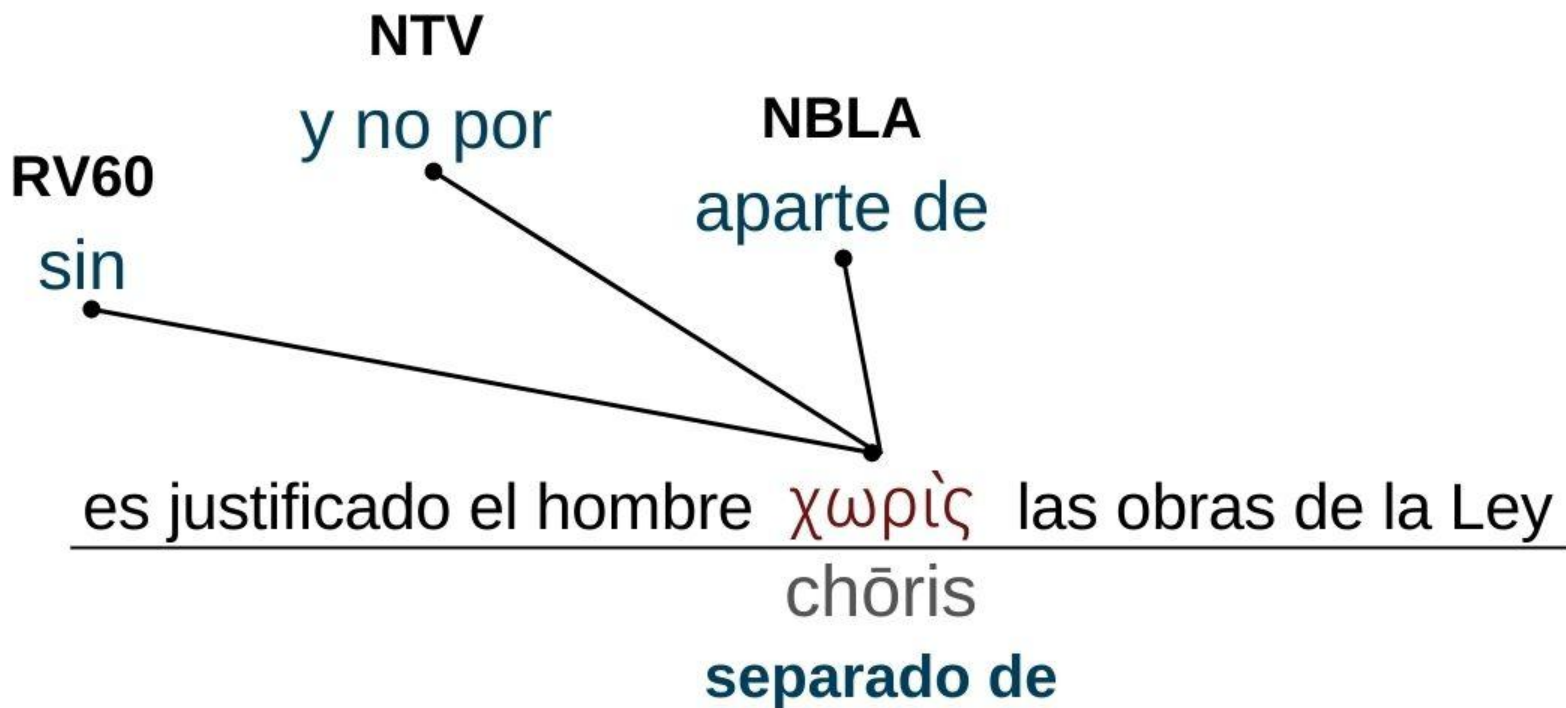 NTV
y no por
NBLA
aparte de
RV60
sin
es justificado el hombre χωρὶς las obras de la Ley
chōris
separado de